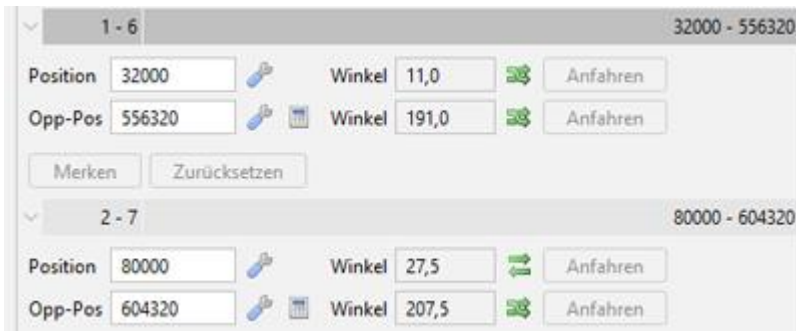 1 - 6 32000 - 556320
Position 32000 Winkel 11,0 Anfahren
Opp-Pos 556320 Winkel 191,0 Anfahren
Merken Zurücksetzen
2 - 7 80000 - 604320
Position 80000 Winkel 27,5 Anfahren
Opp-Pos 604320 Winkel 207,5 Anfahren